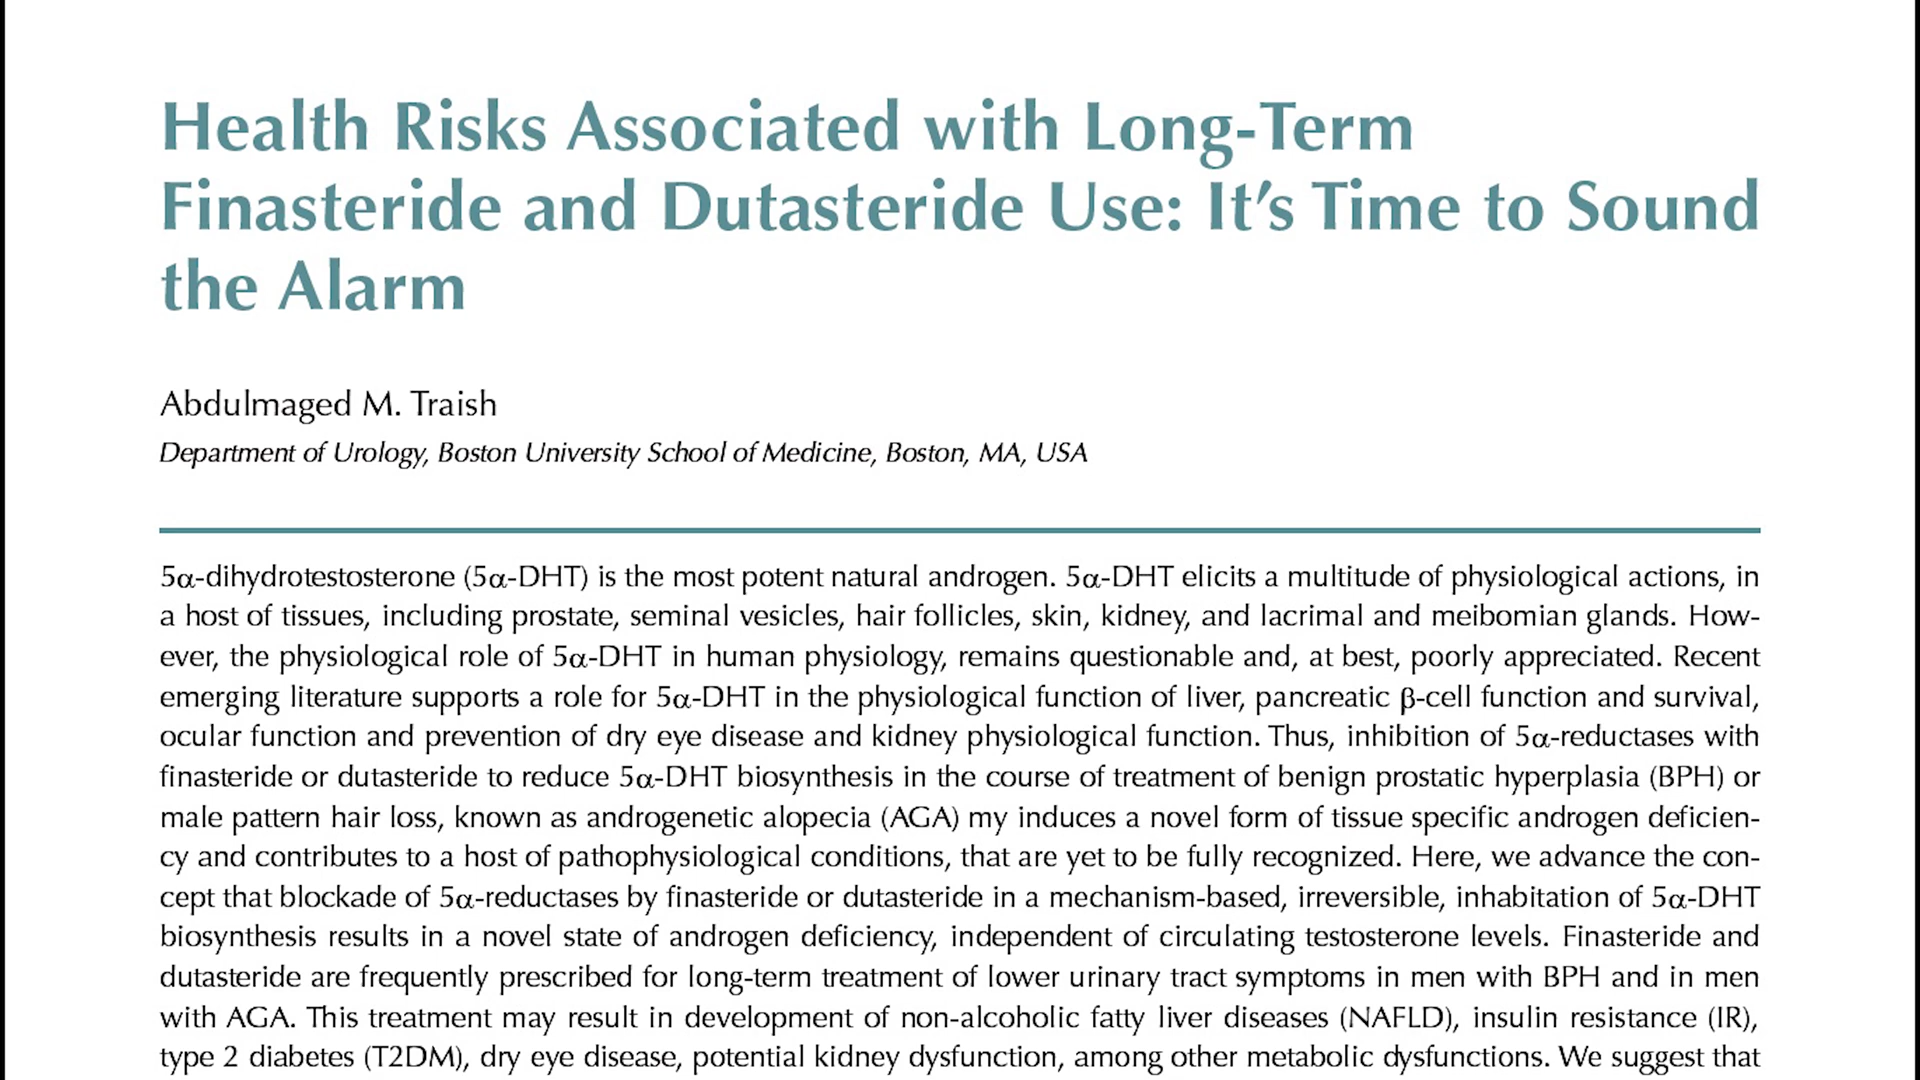 Health Risks Associated with Long-Term
Finasteride and Dutasteride Use: It’s Time to Sound
the Alarm
Abdulmaged M. Traish
Department of Urology, Boston University School of Medicine, Boston, MA, USA
5α-dihydrotestosterone (5α-DHT) is the most potent natural androgen. 5α-DHT elicits a multitude of physiological actions, in
a host of tissues, including prostate, seminal vesicles, hair follicles, skin, kidney, and lacrimal and meibomian glands. How-
ever, the physiological role of 5α-DHT in human physiology, remains questionable and, at best, poorly appreciated. Recent
emerging literature supports a role for 5α-DHT in the physiological function of liver, pancreatic β-cell function and survival,
ocular function and prevention of dry eye disease and kidney physiological function. Thus, inhibition of 5α-reductases with
finasteride or dutasteride to reduce 5α-DHT biosynthesis in the course of treatment of benign prostatic hyperplasia (BPH) or
male pattern hair loss, known as androgenetic alopecia (AGA) my induces a novel form of tissue specific androgen deficien-
cy and contributes to a host of pathophysiological conditions, that are yet to be fully recognized. Here, we advance the con-
cept that blockade of 5α-reductases by finasteride or dutasteride in a mechanism-based, irreversible, inhabitation of 5α-DHT
biosynthesis results in a novel state of androgen deficiency, independent of circulating testosterone levels. Finasteride and
dutasteride are frequently prescribed for long-term treatment of lower urinary tract symptoms in men with BPH and in men
with AGA. This treatment may result in development of non-alcoholic fatty liver diseases (NAFLD), insulin resistance (IR),
type 2 diabetes (T2DM), dry eye disease, potential kidney dysfunction, among other metabolic dysfunctions. We suggest that